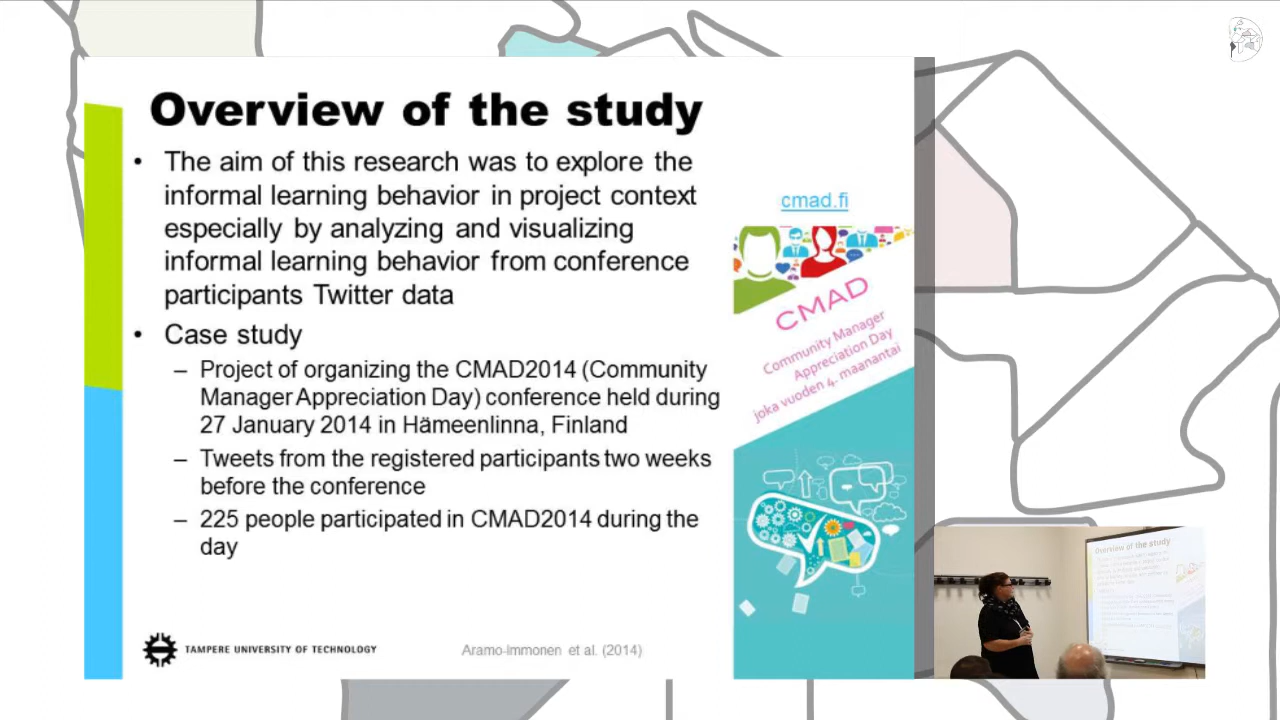 Overview of the study
• The aim of this research was to explore the
informal learning behavior in project context
especially by analyzing and visualizing
informal learning behavior from conference
participants Twitter data
• Case study
– Project of organizing the CMAD2014 (Community
Manager Appreciation Day) conference held during
27 January 2014 in Hämeenlinna, Finland
– Tweets from the registered participants two weeks
before the conference
– 225 people participated in CMAD2014 during the
day
cmad.fi
CMAD
Community Manager
Appreciation Day
joka vuoden 4. maanantai
TAMPERE UNIVERSITY OF TECHNOLOGY
Aramo-Immonen et al. (2014)
Overview of the study